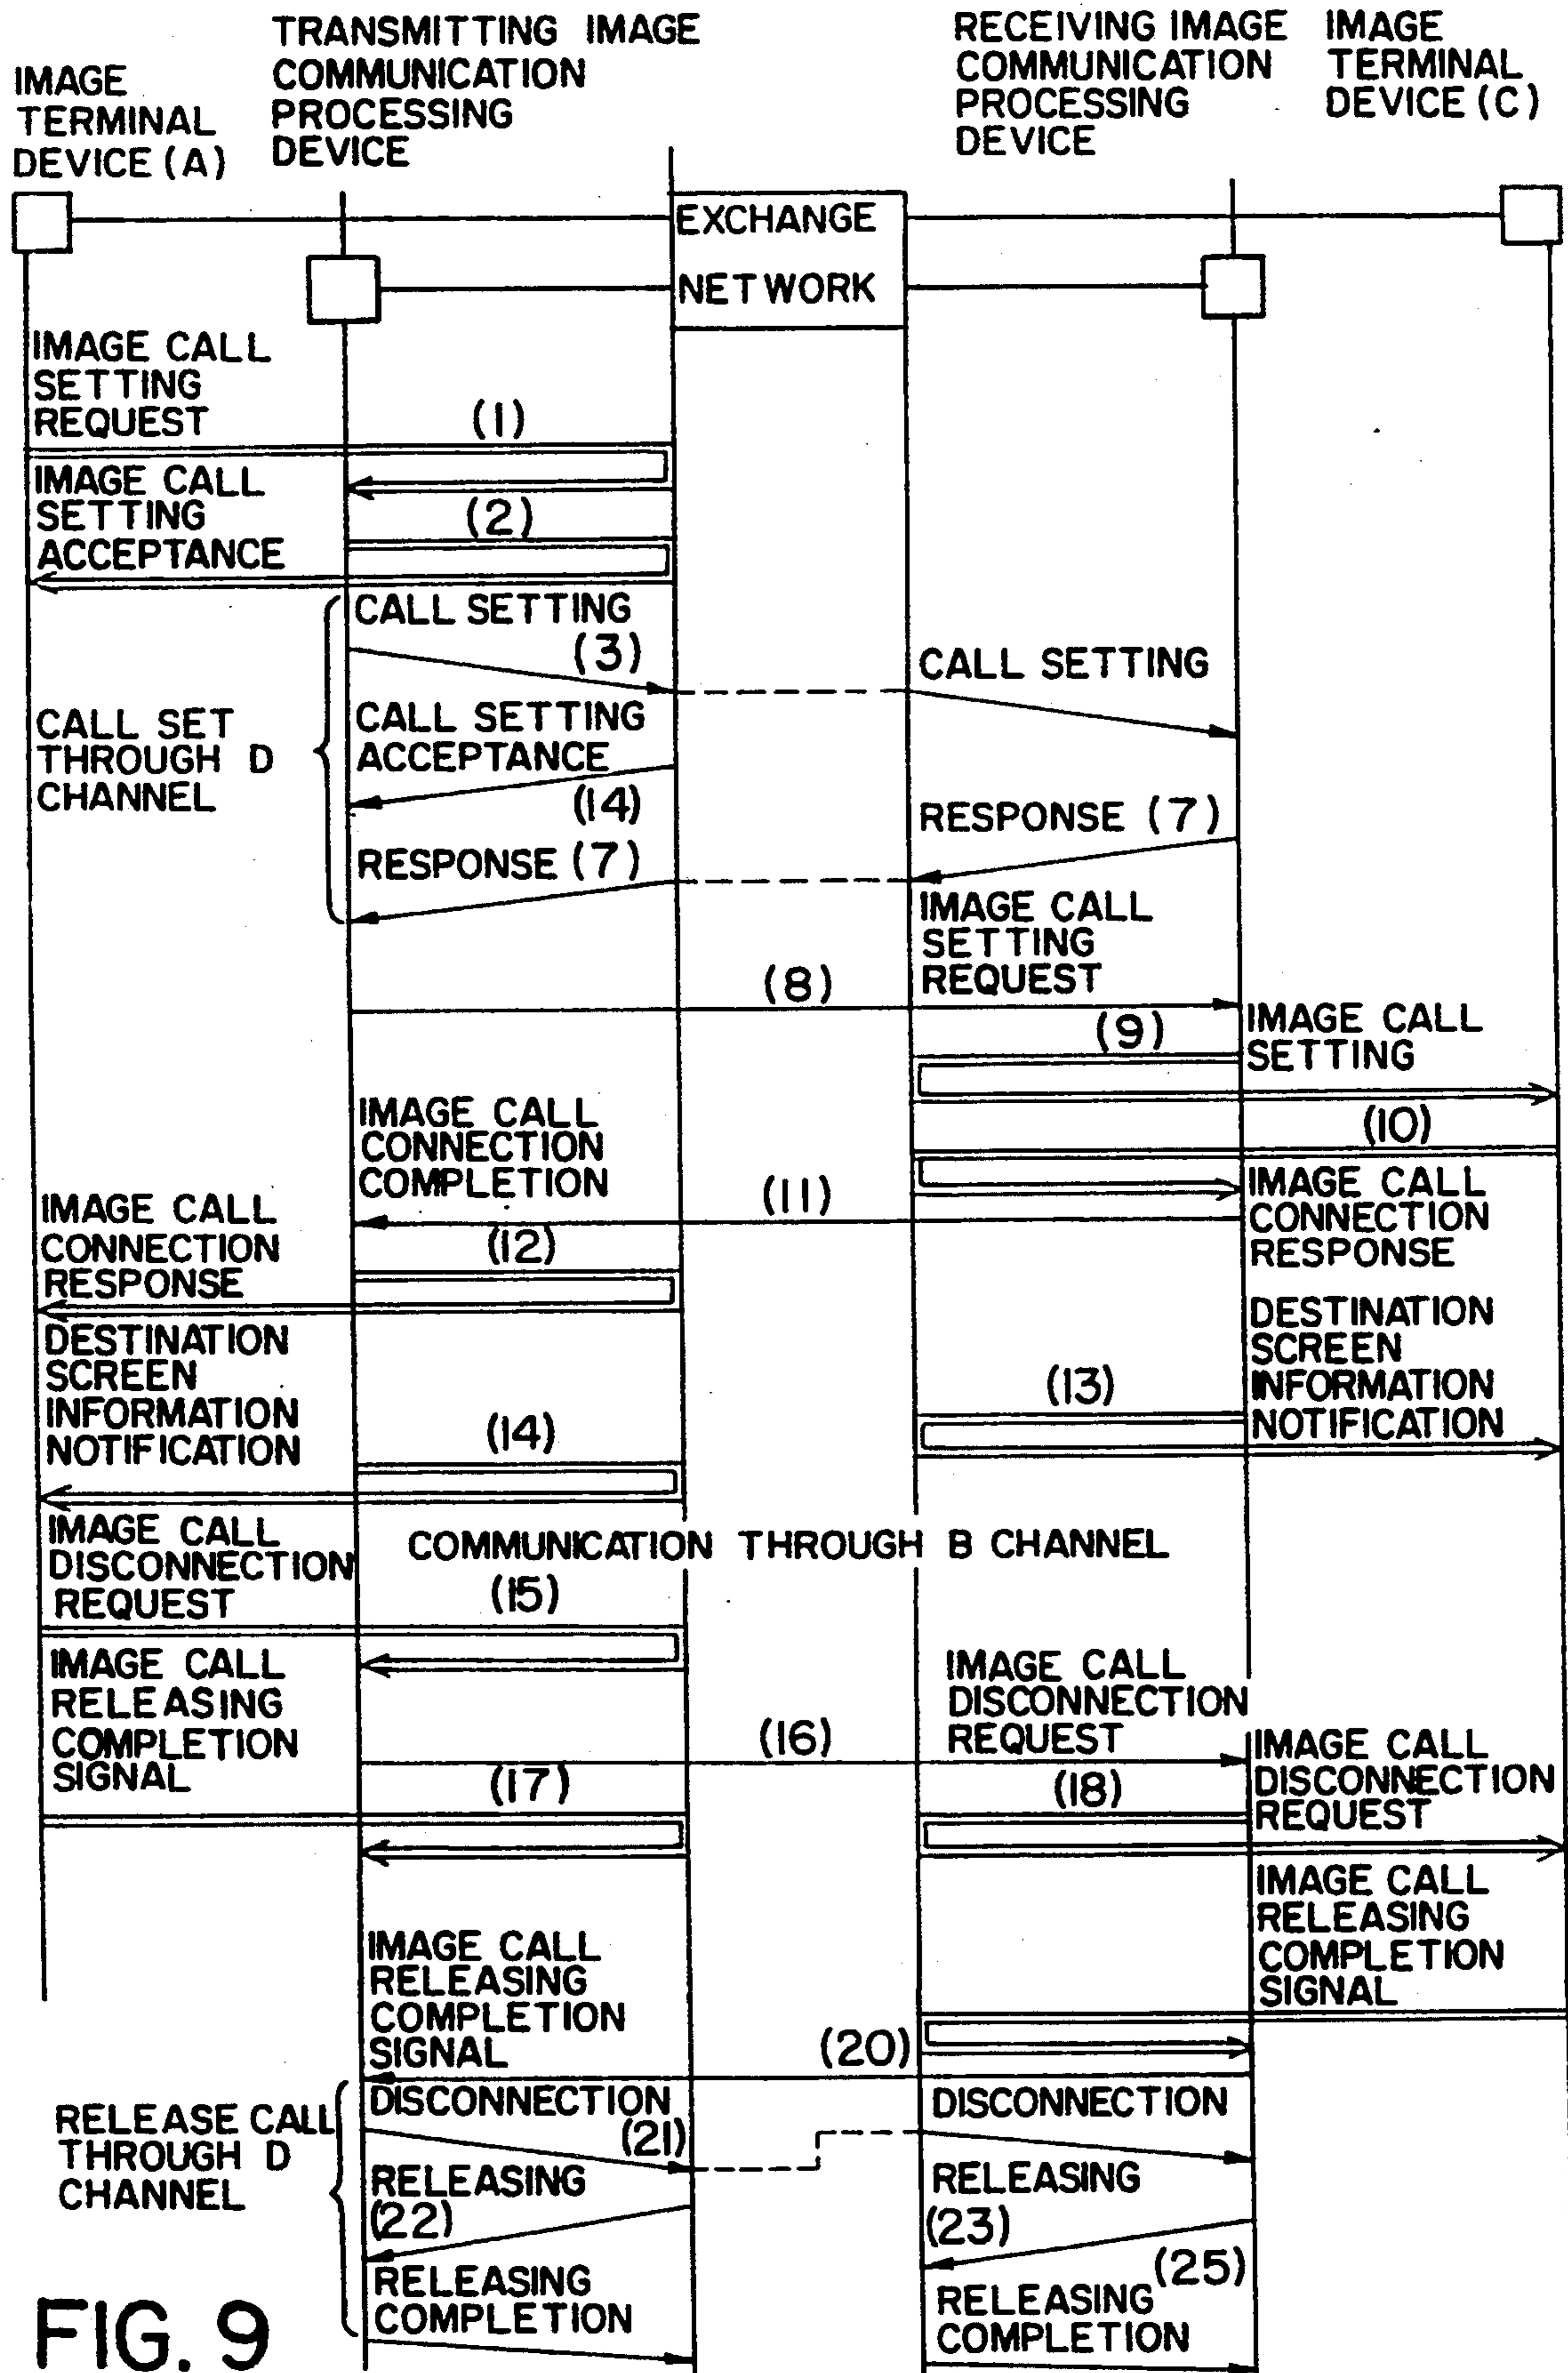 IMAGE
TERMINAL
DEVICE (A)
TRANSMITTING IMAGE
COMMUNICATION
PROCESSING
DEVICE
RECEIVING IMAGE
COMMUNICATION
PROCESSING
DEVICE
IMAGE
TERMINAL
DEVICE (C)
EXCHANGE
NETWORK
IMAGE CALL
SETTING
REQUEST
(1)
IMAGE CALL
SETTING
ACCEPTANCE
(2)
CALL SET
THROUGH D
CHANNEL
CALL SETTING
(3)
CALL SETTING
CALL SETTING
ACCEPTANCE
(14)
RESPONSE (7)
RESPONSE (7)
IMAGE CALL
SETTING
REQUEST
(8)
(9)
IMAGE CALL
SETTING
(10)
IMAGE CALL
CONNECTION
COMPLETION
(11)
IMAGE CALL
CONNECTION
RESPONSE
IMAGE CALL
CONNECTION
RESPONSE
(12)
DESTINATION
SCREEN
INFORMATION
NOTIFICATION
(13)
DESTINATION
SCREEN
INFORMATION
NOTIFICATION
(14)
COMMUNICATION THROUGH B CHANNEL
IMAGE CALL
DISCONNECTION
REQUEST
(15)
IMAGE CALL
RELEASING
COMPLETION
SIGNAL
(16)
IMAGE CALL
DISCONNECTION
REQUEST
(17)
(18)
IMAGE CALL
DISCONNECTION
REQUEST
IMAGE CALL
RELEASING
COMPLETION
SIGNAL
IMAGE CALL
RELEASING
COMPLETION
SIGNAL
(20)
RELEASE CALL
THROUGH D
CHANNEL
DISCONNECTION
(21)
DISCONNECTION
RELEASING
(22)
RELEASING
(23)
(25)
RELEASING
COMPLETION
RELEASING
COMPLETION
FIG. 9